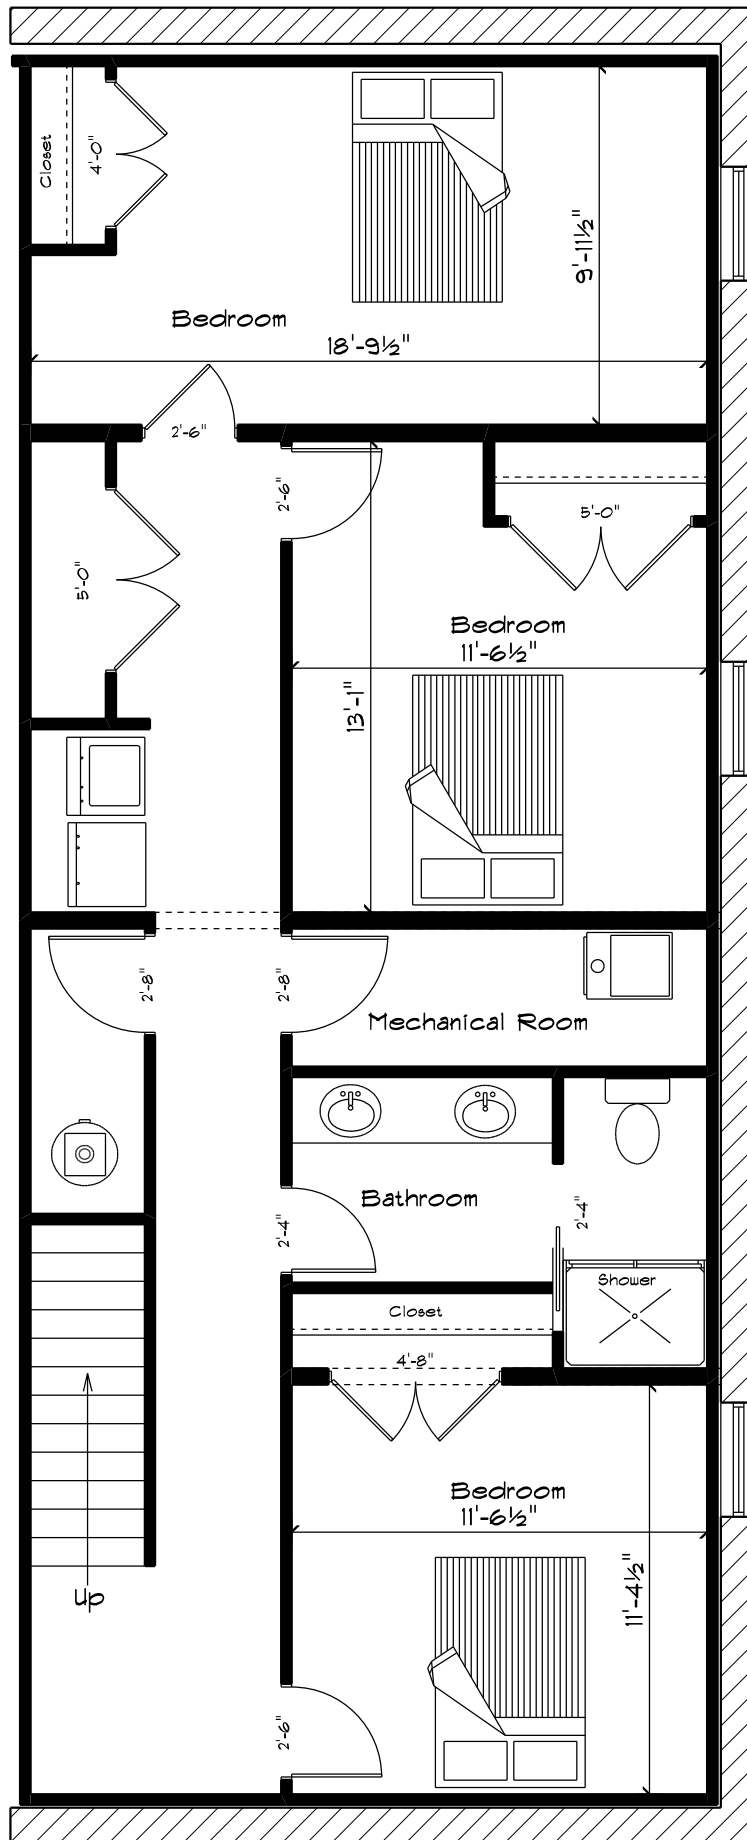 Closet
4'-0"
9'-11½"
Bedroom
18'-9½"
2'-6"
2'-6"
5'-0"
5'-0"
Bedroom
11'-6½"
13'-1"
2'-8"
2'-8"
Mechanical Room
Bathroom
2'-4"
2'-4"
Shower
Closet
4'-8"
Bedroom
11'-6½"
11'-4½"
up
2'-6"